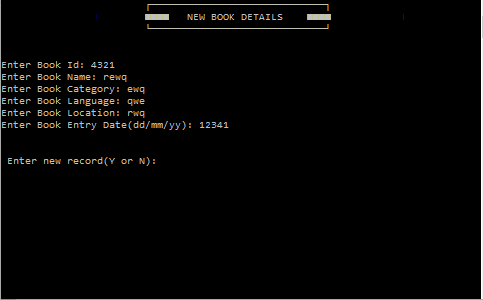 NEW BOOK DETAILS
Enter Book Id: 4321
Enter Book Name: rewq
Enter Book Category: ewq
Enter Book Language: qwe
Enter Book Location: rwq
Enter Book Entry Date(dd/mm/yy): 12341
Enter new record(Y or N):